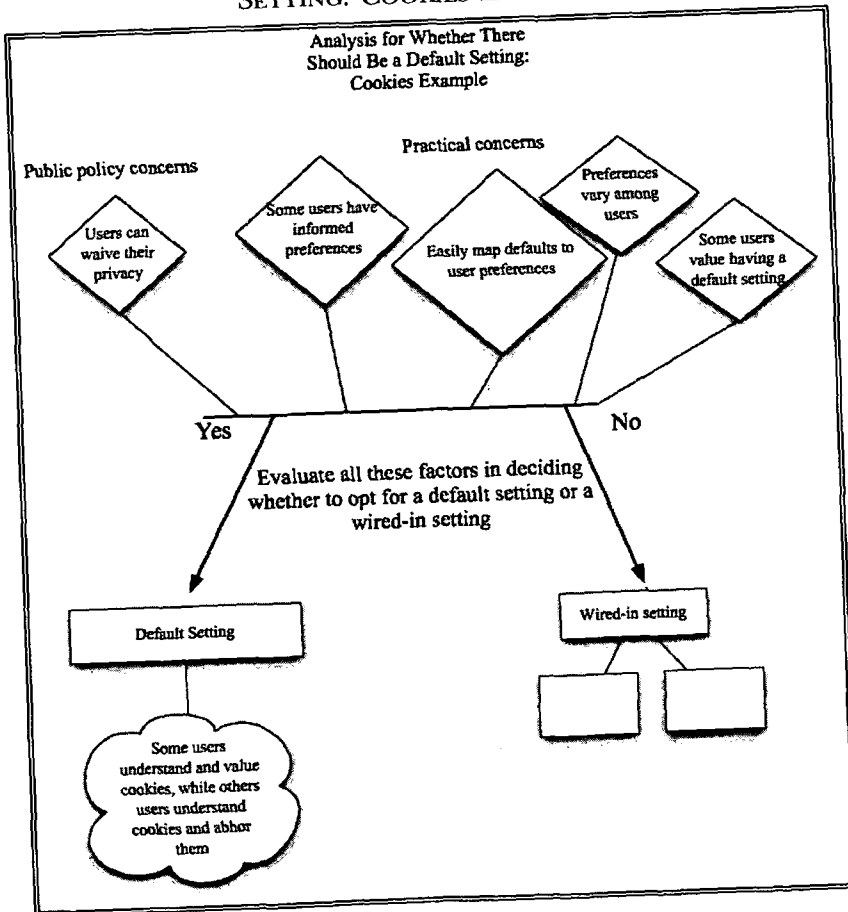 SETTING: COOKIES
Analysis for Whether There
Should Be a Default Setting:
Cookies Example
Public policy concerns
Practical concerns
Users can
waive their
privacy
Some users have
informed
preferences
Easily map defaults to
user preferences
Preferences
vary among
users
Some users
value having a
default setting
Yes
No
Evaluate all these factors in deciding
whether to opt for a default setting or a
wired-in setting
Default Setting
Wired-in setting
Some users
understand and value
cookies, while others
users understand
cookies and abhor
them